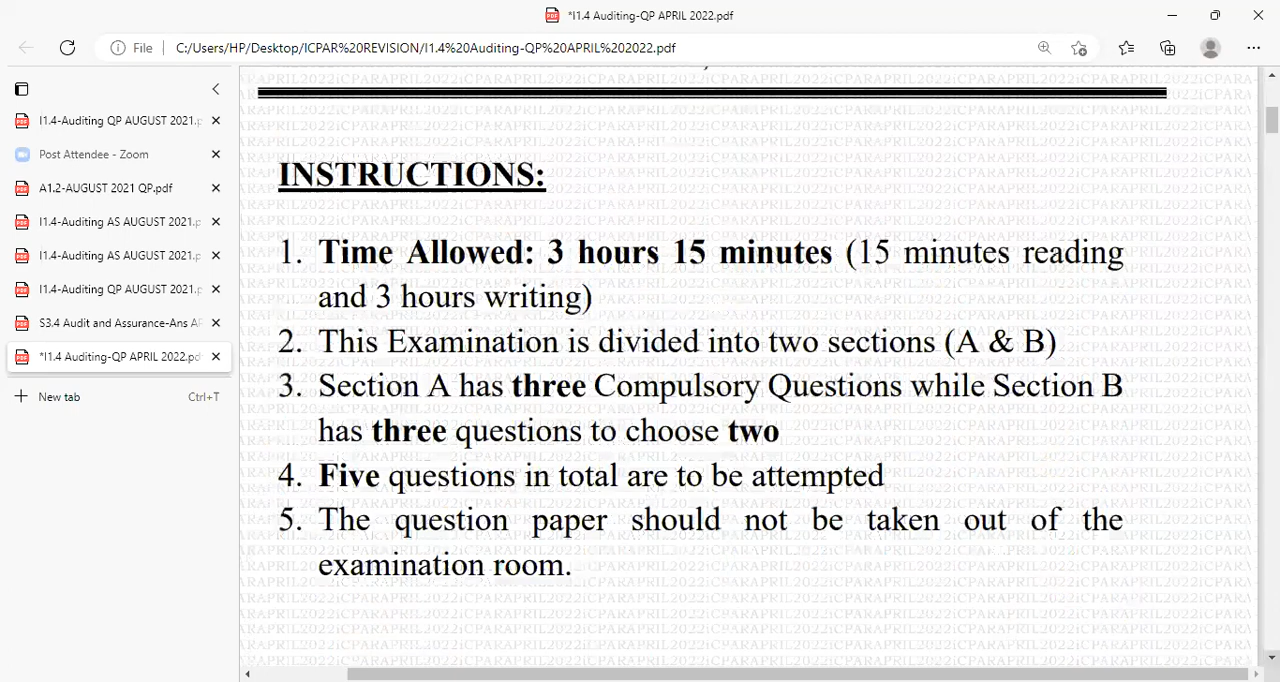 *I1.4 Auditing-QP APRIL 2022.pdf
File
C:/Users/HP/Desktop/ICPAR%20REVISION/I1.4%20Auditing-QP%20APRIL%202022.pdf
I1.4-Auditing QP AUGUST 2021.p
Post Attendee - Zoom
A1.2-AUGUST 2021 QP.pdf
I1.4-Auditing AS AUGUST 2021.p
I1.4-Auditing AS AUGUST 2021.p
I1.4-Auditing QP AUGUST 2021.p
S3.4 Audit and Assurance-Ans AF
*I1.4 Auditing-QP APRIL 2022.pd
New tab Ctrl+T
INSTRUCTIONS:
1. Time Allowed: 3 hours 15 minutes (15 minutes reading
and 3 hours writing)
2. This Examination is divided into two sections (A & B)
3. Section A has three Compulsory Questions while Section B
has three questions to choose two
4. Five questions in total are to be attempted
5. The question paper should not be taken out of the
examination room.